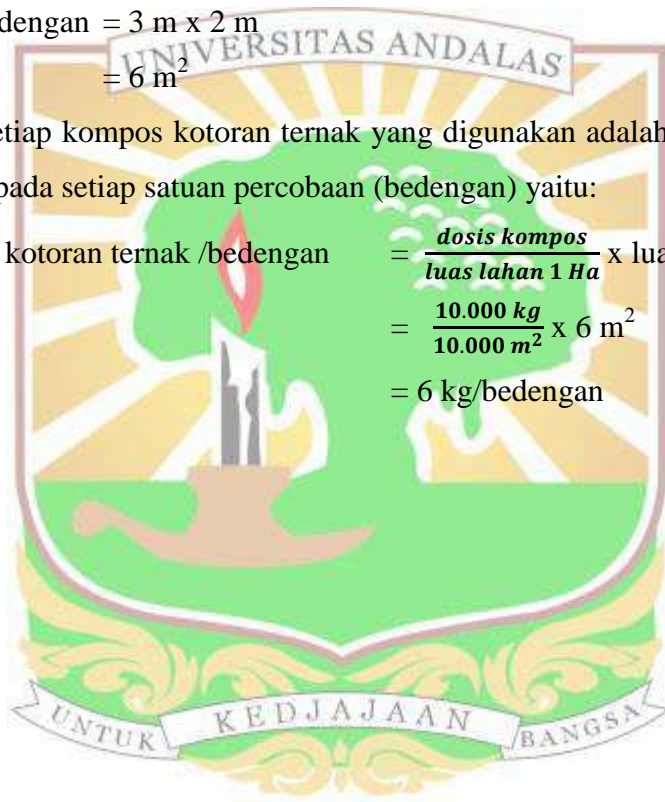 dengan = 3 m x 2 m
UNIVERSITAS ANDALAS
= 6 m²
etiap kompos kotoran ternak yang digunakan adalah
pada setiap satuan percobaan (bedengan) yaitu:
kotoran ternak /bedengan = dosis kompos / luas lahan 1 Ha x lua
= 10.000 kg / 10.000 m² x 6 m²
= 6 kg/bedengan
UNTUK KEDJAJAAN BANGSA